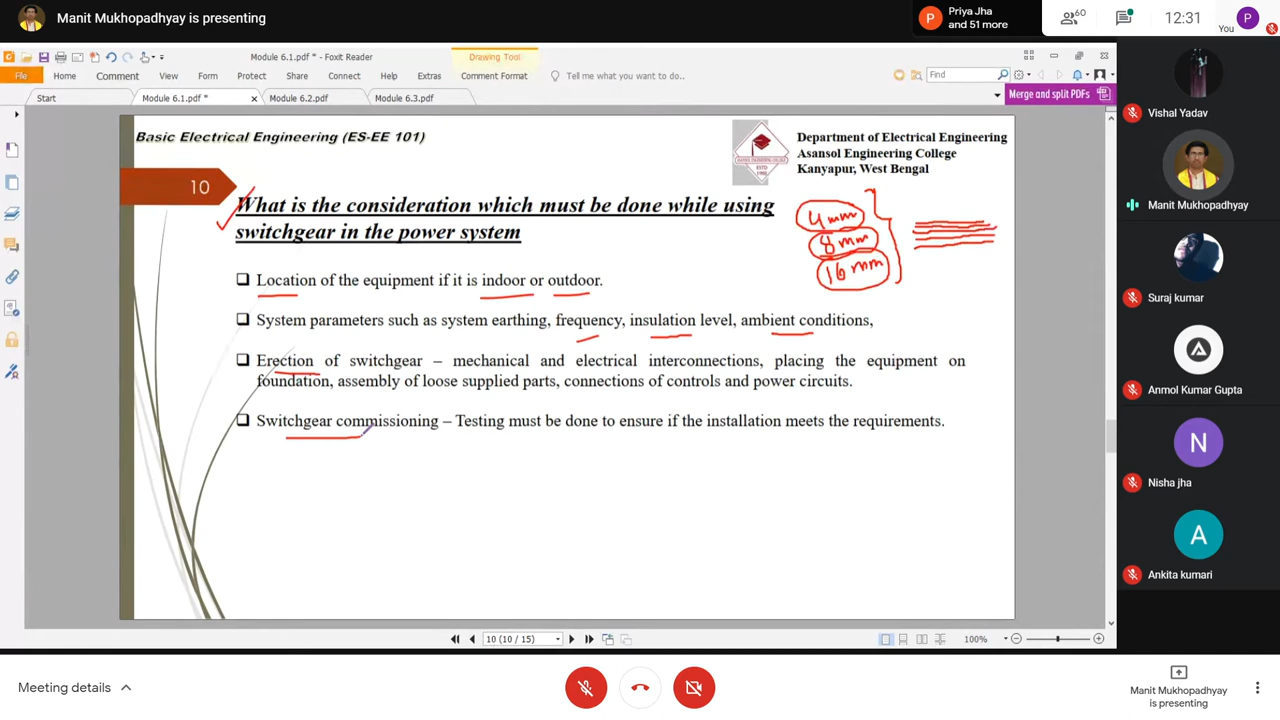 Manit Mukhopadhyay is presenting
P
Priya Jha
and 51 more
60
12:31
You
P
Module 6.1.pdf * - Foxit Reader
Drawing Tool
File
Home
Comment
View
Form
Protect
Share
Connect
Help
Extras
Comment Format
Tell me what you want to do..
Find
Start
Module 6.1.pdf *
Module 6.2.pdf
Module 6.3.pdf
Merge and split PDFs
Basic Electrical Engineering (ES-EE 101)
Department of Electrical Engineering
Asansol Engineering College
Kanyapur, West Bengal
10
What is the consideration which must be done while using
switchgear in the power system
4 mm
8 mm
16 mm
Location of the equipment if it is indoor or outdoor.
System parameters such as system earthing, frequency, insulation level, ambient conditions,
Erection of switchgear – mechanical and electrical interconnections, placing the equipment on
foundation, assembly of loose supplied parts, connections of controls and power circuits.
Switchgear commissioning – Testing must be done to ensure if the installation meets the requirements.
10 (10 / 15)
100%
Vishal Yadav
Manit Mukhopadhyay
Suraj kumar
Anmol Kumar Gupta
N
Nisha jha
A
Ankita kumari
Meeting details
Manit Mukhopadhyay
is presenting